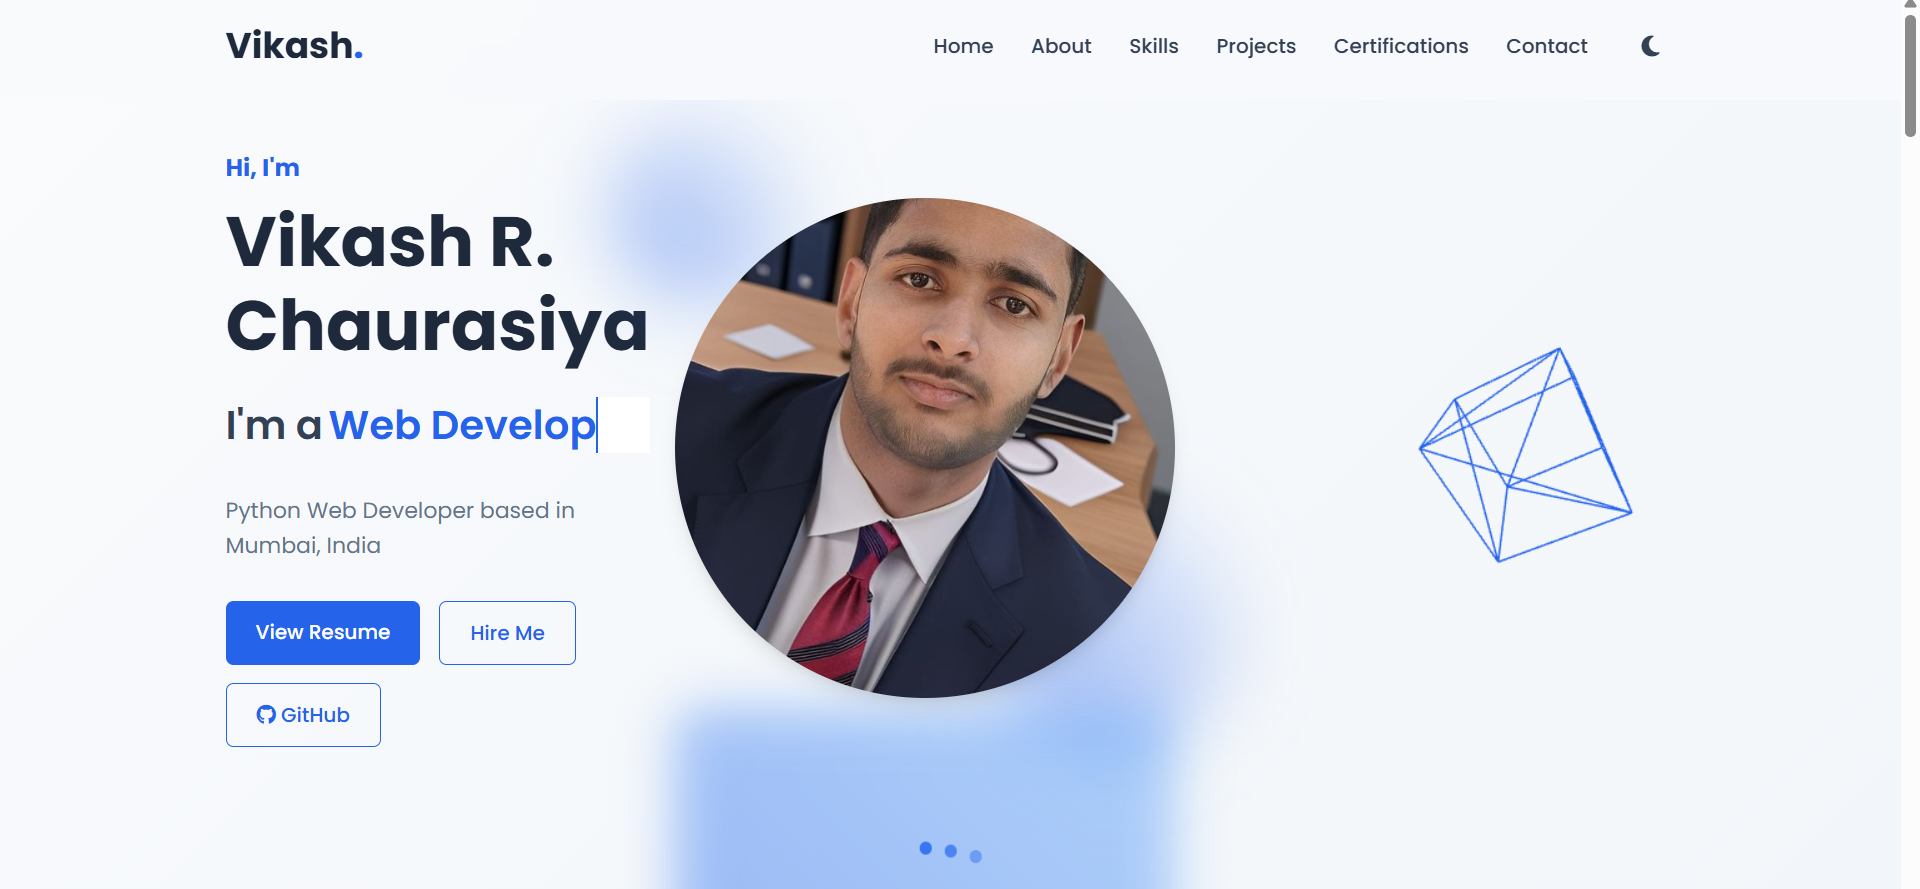 Vikash.
Home About Skills Projects Certifications Contact
Hi, I'm
Vikash R.
Chaurasiya
I'm a Web Develop
Python Web Developer based in
Mumbai, India
View Resume
Hire Me
GitHub